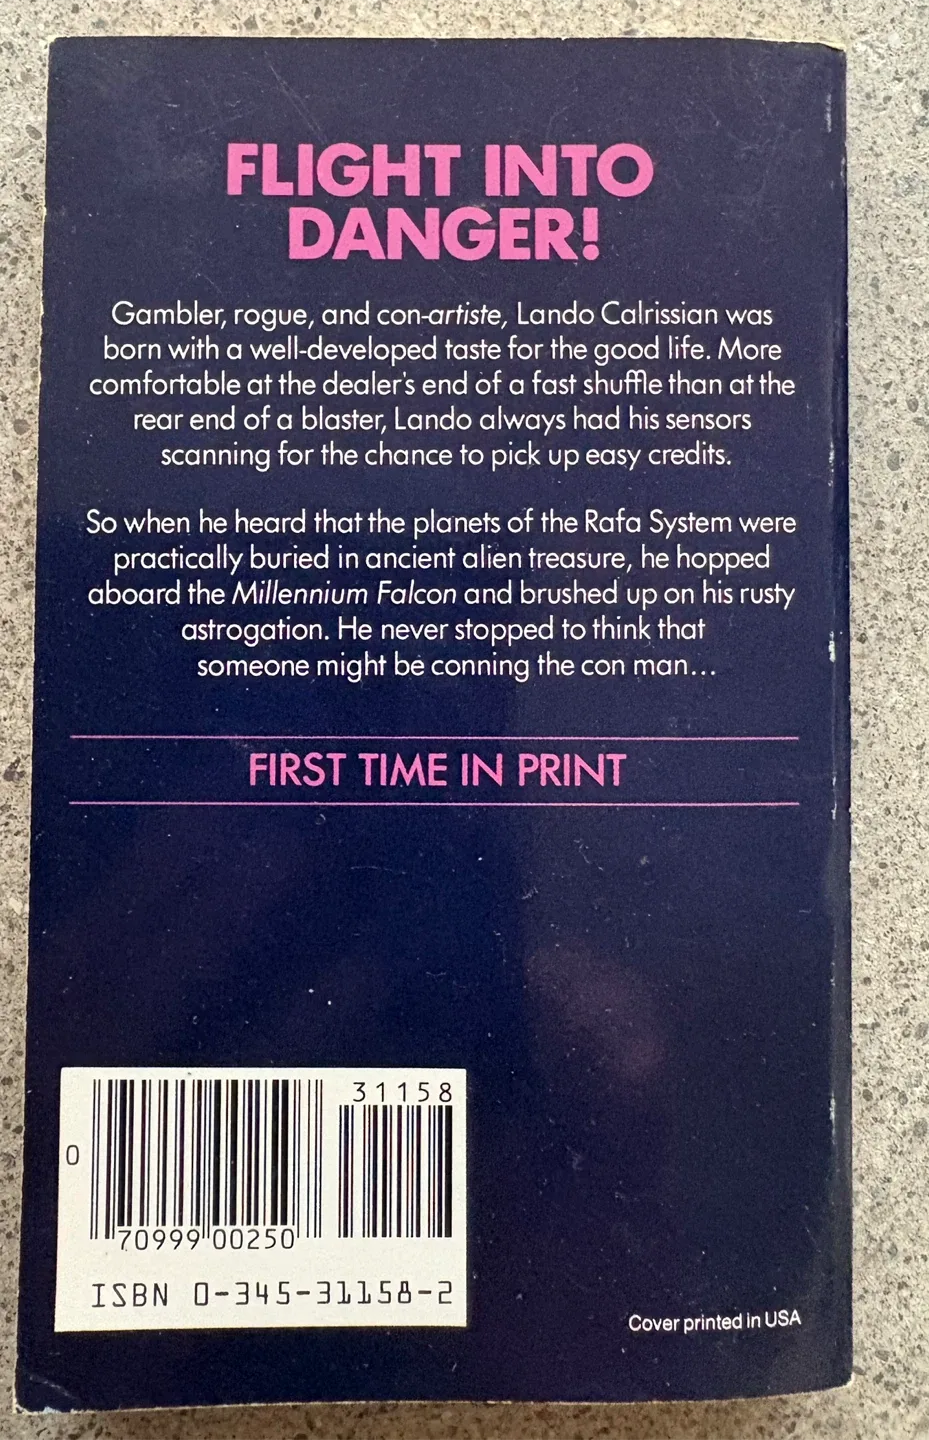 FLIGHT INTO
DANGER!
Gambler, rogue, and con-artiste, Lando Calrissian was
born with a well-developed taste for the good life. More
comfortable at the dealer's end of a fast shuffle than at the
rear end of a blaster, Lando always had his sensors
scanning for the chance to pick up easy credits.
So when he heard that the planets of the Rafa System were
practically buried in ancient alien treasure, he hopped
aboard the Millennium Falcon and brushed up on his rusty
astrogation. He never stopped to think that
someone might be conning the con man...
FIRST TIME IN PRINT
31158
0
70999 00250
ISBN 0-345-31158-2
Cover printed in USA